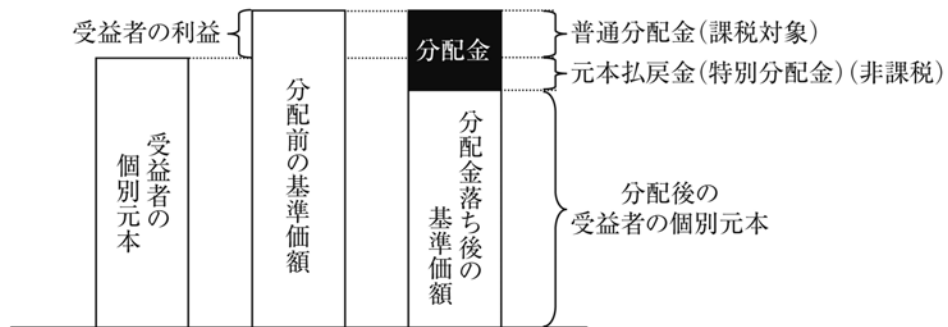 受益者の利益
受益者の
個別元本
分配前の基準価額
分配金
分配金落ち後の
基準価額
普通分配金(課税対象)
元本払戻金(特別分配金)(非課税)
分配後の
受益者の個別元本